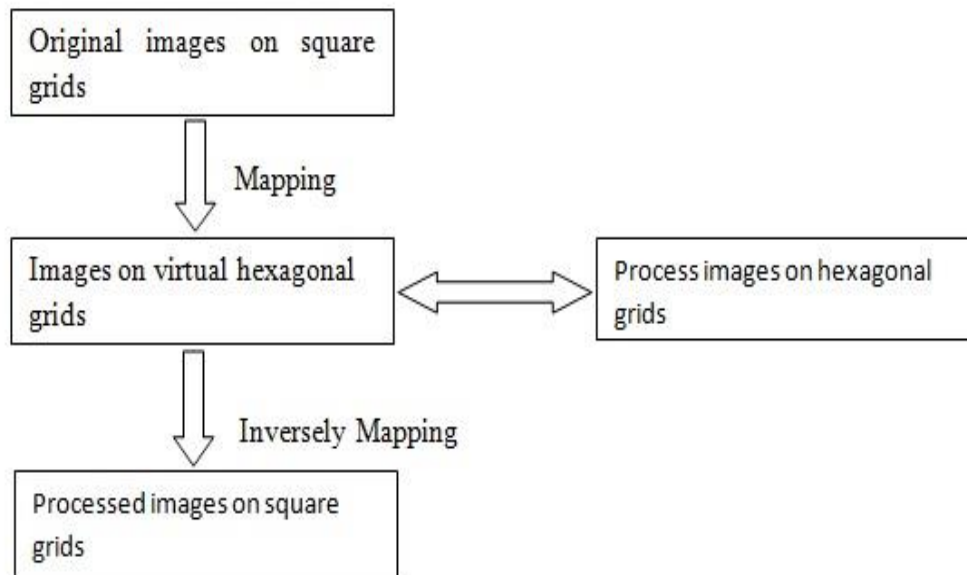 Original images on square
grids
Mapping
Images on virtual hexagonal
grids
Process images on hexagonal
grids
Inversely Mapping
Processed images on square
grids